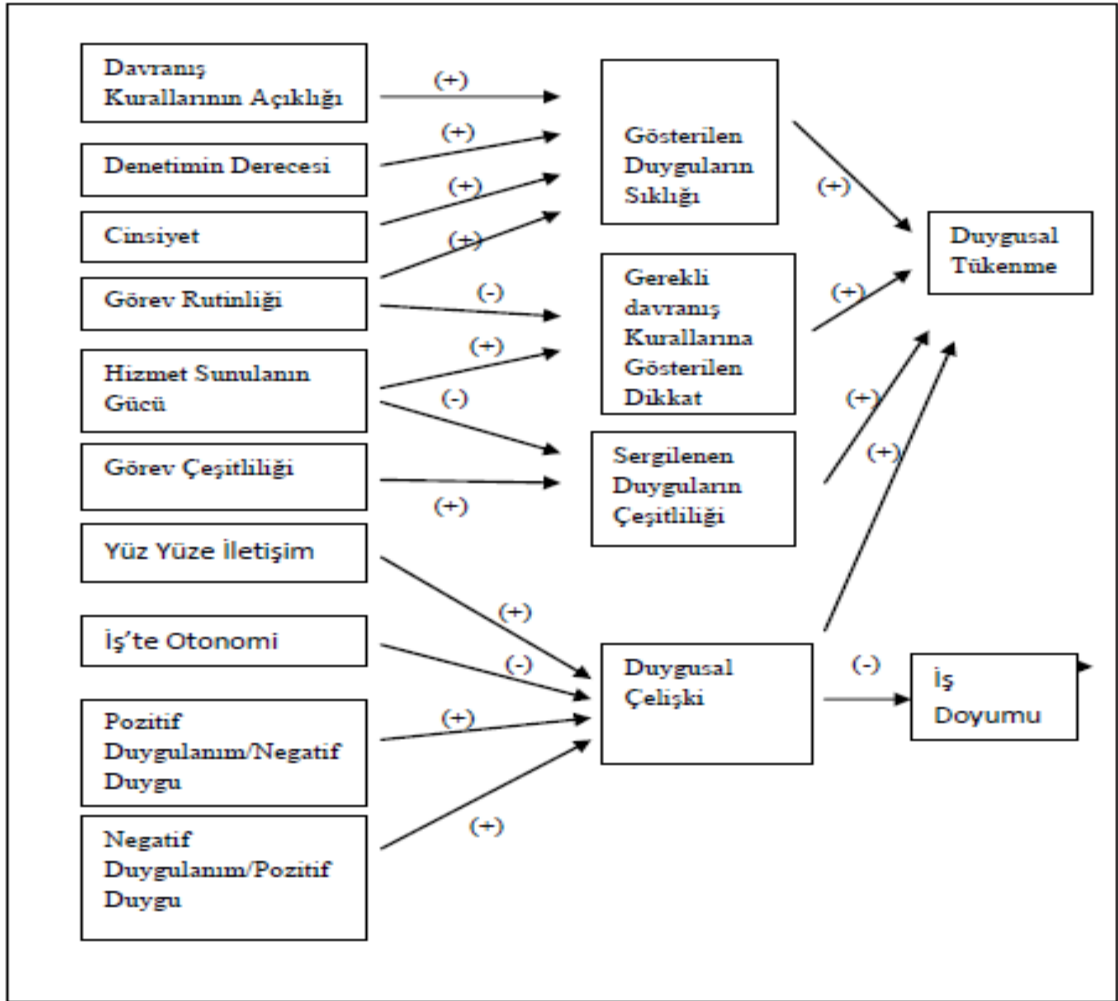 Davranış
Kurallarının Açıklığı
Denetimin Derecesi
Cinsiyet
Görev Rutinliği
Hizmet Sunulanın
Gücü
Görev Çeşitliliği
Yüz Yüze İletişim
İş'te Otonomi
Pozitif
Duygulanım/Negatif
Duygu
Negatif
Duygulanım/Pozitif
Duygu
(+)
(+)
(+)
(+)
(-)
(+)
(-)
(+)
(+)
(-)
(+)
(+)
Gösterilen
Duyguların
Sıklığı
Gerekli
davranış
Kurallarına
Gösterilen
Dikkat
Sergilenen
Duyguların
Çeşitliliği
Duygusal
Çelişki
(+)
(+)
(+)
(+)
(-)
Duygusal
Tükenme
İş
Doyumu